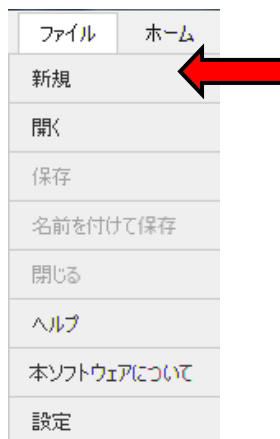 ファイル ホーム
新規
開く
保存
名前を付けて保存
閉じる
ヘルプ
本ソフトウェアについて
設定